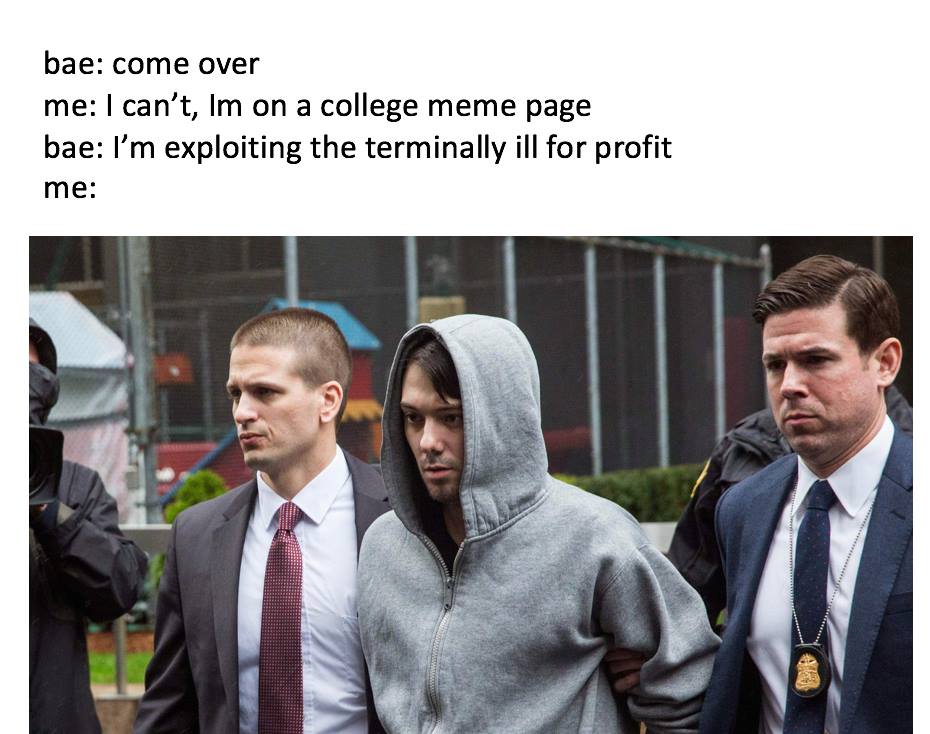 bae: come over
me: I can’t, Im on a college meme page
bae: I’m exploiting the terminally ill for profit
me: